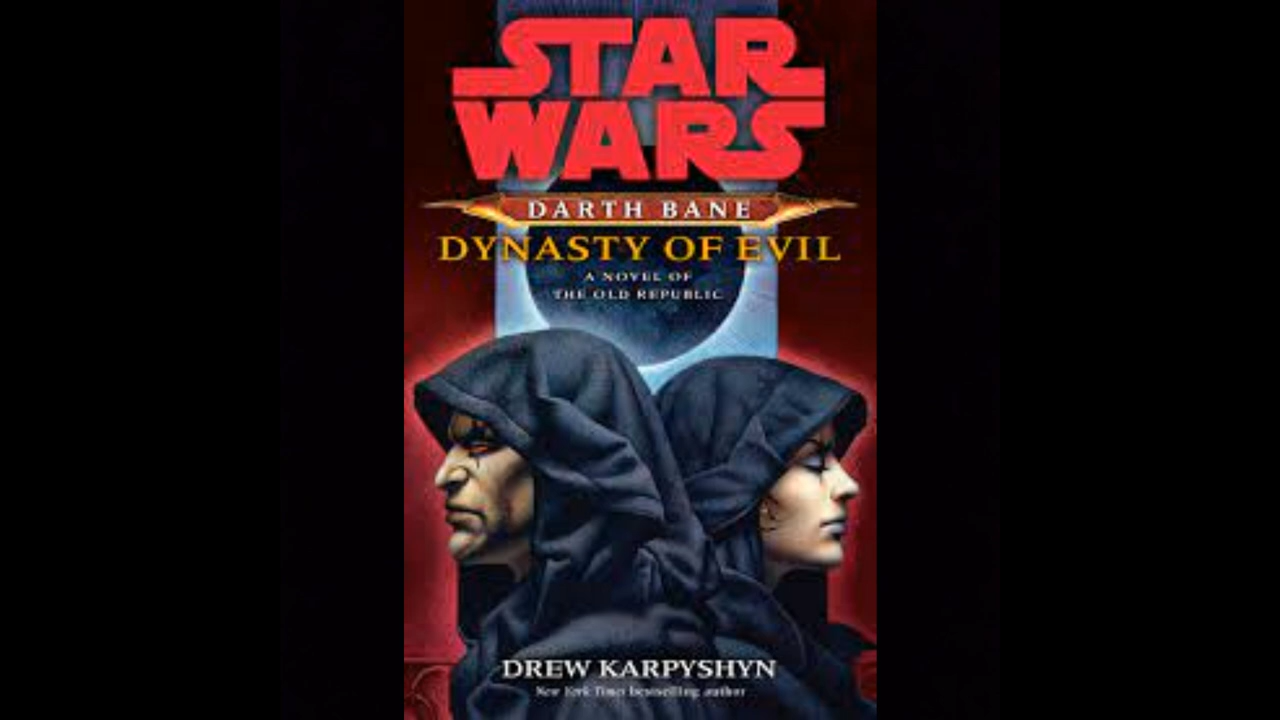 STAR
WARS
DARTH BANE
DYNASTY OF EVIL
A NOVEL OF
THE OLD REPUBLIC
DREW KARPYSHYN
New York Times bestselling author